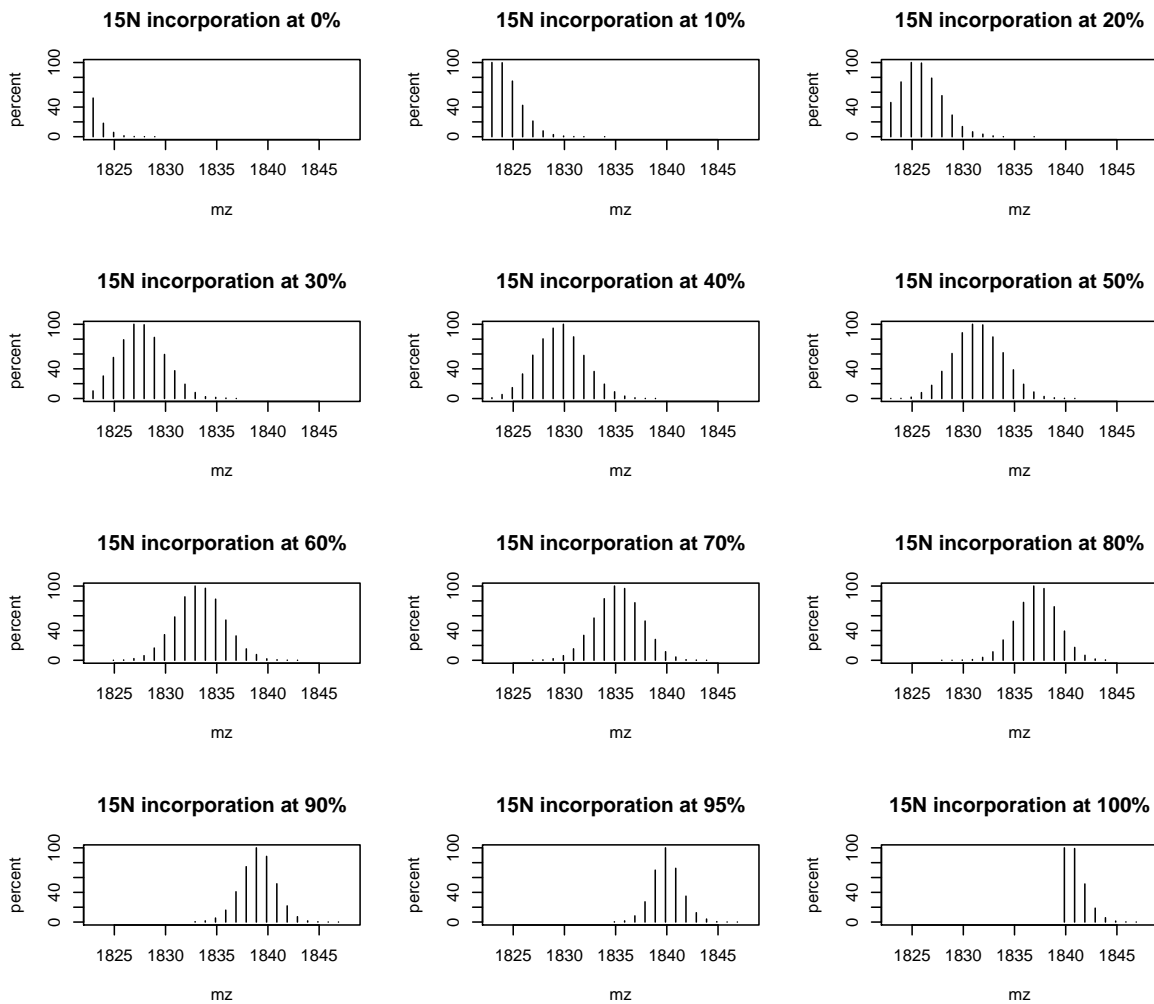 15N incorporation at 0%
percent
0
40
100
1825 1830 1835 1840 1845
mz
15N incorporation at 10%
percent
0
40
100
1825 1830 1835 1840 1845
mz
15N incorporation at 20%
percent
0
40
100
1825 1830 1835 1840 1845
mz
15N incorporation at 30%
percent
0
40
100
1825 1830 1835 1840 1845
mz
15N incorporation at 40%
percent
0
40
100
1825 1830 1835 1840 1845
mz
15N incorporation at 50%
percent
0
40
100
1825 1830 1835 1840 1845
mz
15N incorporation at 60%
percent
0
40
100
1825 1830 1835 1840 1845
mz
15N incorporation at 70%
percent
0
40
100
1825 1830 1835 1840 1845
mz
15N incorporation at 80%
percent
0
40
100
1825 1830 1835 1840 1845
mz
15N incorporation at 90%
percent
0
40
100
1825 1830 1835 1840 1845
mz
15N incorporation at 95%
percent
0
40
100
1825 1830 1835 1840 1845
mz
15N incorporation at 100%
percent
0
40
100
1825 1830 1835 1840 1845
mz